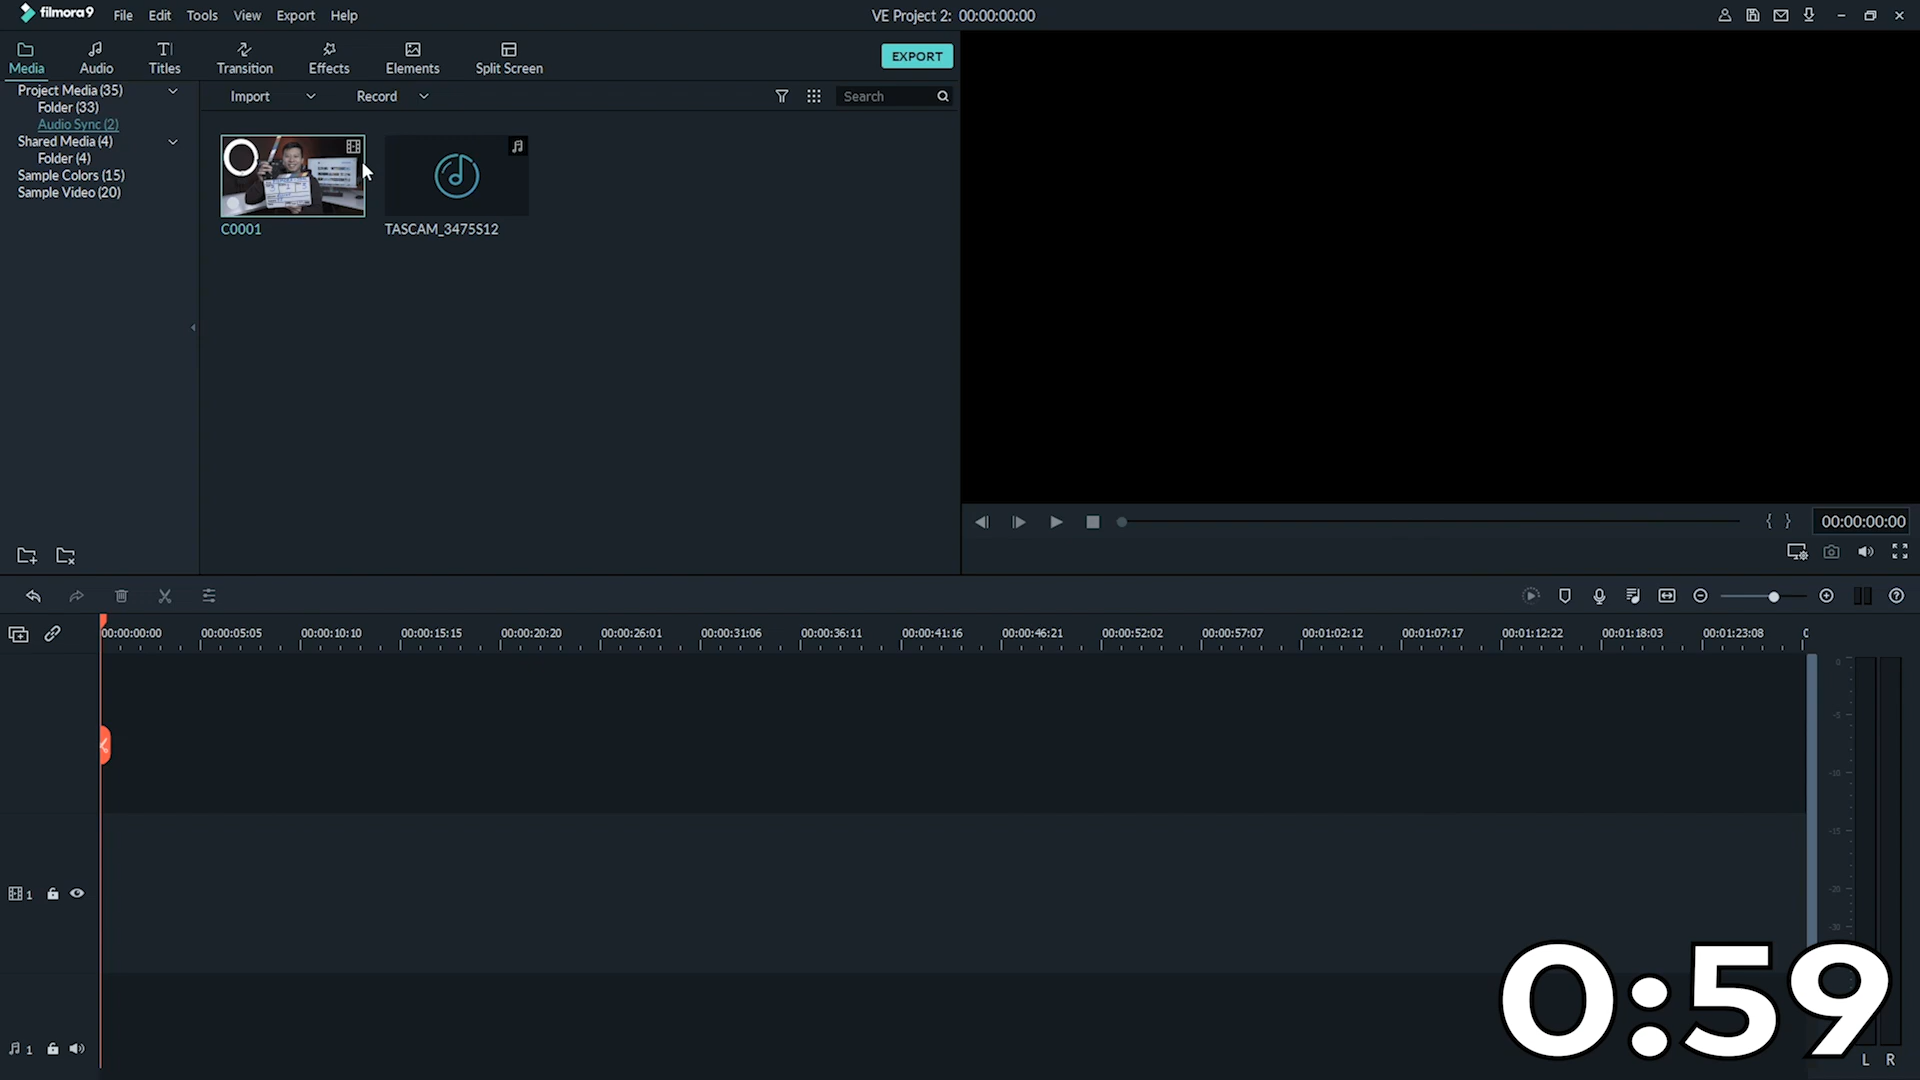 filmora9
File Edit Tools View Export Help
VE Project 2: 00:00:00:00
Media Audio Titles Transition Effects Elements Split Screen
EXPORT
Project Media (35)
Folder (33)
Audio Sync (2)
Shared Media (4)
Folder (4)
Sample Colors (15)
Sample Video (20)
Import Record Search
C0001 TASCAM_3475S12
00:00:00:00
00:00:00:00 00:00:05:05 00:00:10:10 00:00:15:15 00:00:20:20 00:00:26:01 00:00:31:06 00:00:36:11 00:00:41:16 00:00:46:21 00:00:52:02 00:00:57:07 00:01:02:12 00:01:07:17 00:01:12:22 00:01:18:03 00:01:23:08
0
-5
-10
-15
-20
-30
1
1
0:59
L R